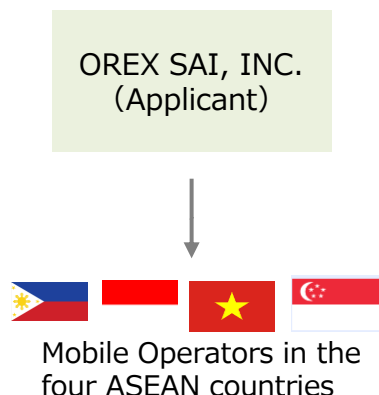 OREX SAI, INC.
（Applicant）
Mobile Operators in the
four ASEAN countries